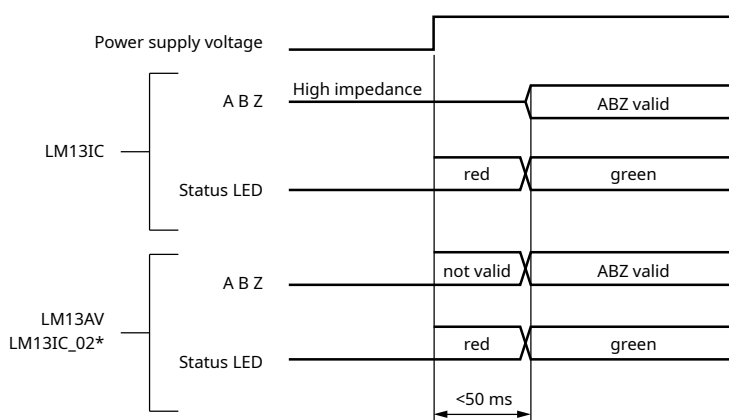 Power supply voltage
A B Z
High impedance
ABZ valid
LM13IC
Status LED
red
green
A B Z
not valid
ABZ valid
LM13AV
LM13IC_02*
Status LED
red
green
<50 ms